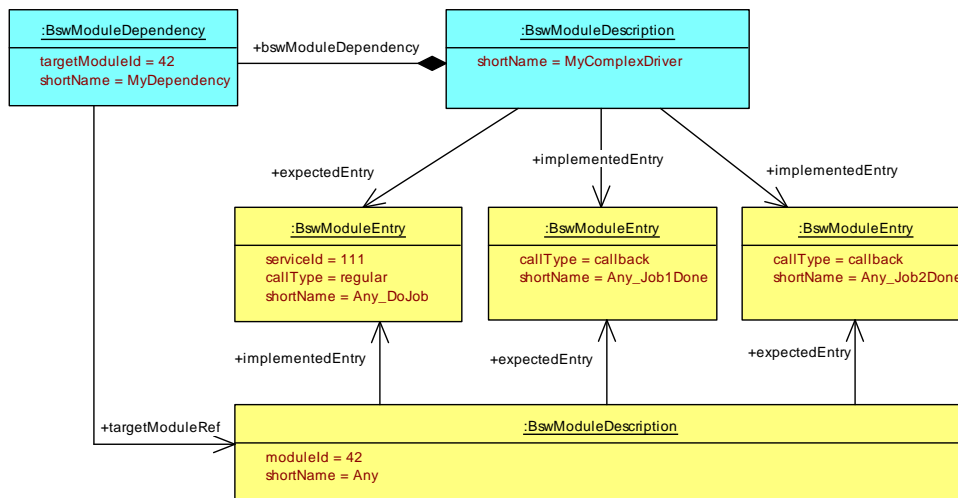 :BswModuleDependency
targetModuleId = 42
shortName = MyDependency
+bswModuleDependency
:BswModuleDescription
shortName = MyComplexDriver
+expectedEntry
+implementedEntry
+implementedEntry
:BswModuleEntry
serviceId = 111
callType = regular
shortName = Any_DoJob
:BswModuleEntry
callType = callback
shortName = Any_Job1Done
:BswModuleEntry
callType = callback
shortName = Any_Job2Done
+implementedEntry
+expectedEntry
+expectedEntry
+targetModuleRef
:BswModuleDescription
moduleId = 42
shortName = Any